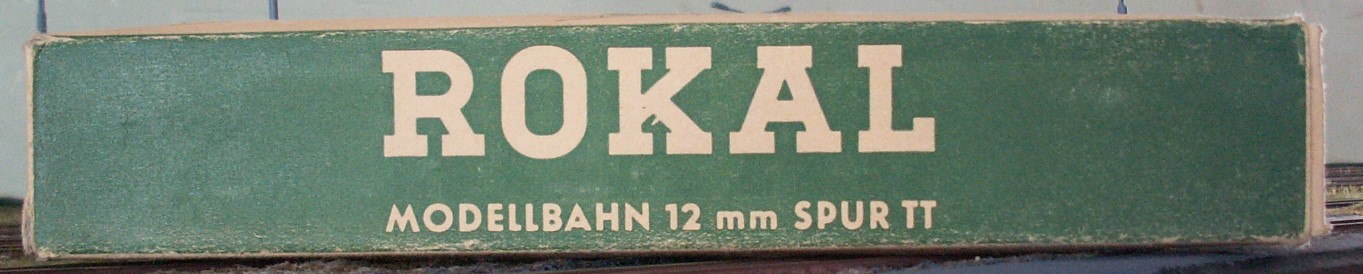 ROKAL
MODELLBAHN 12 mm SPUR TT